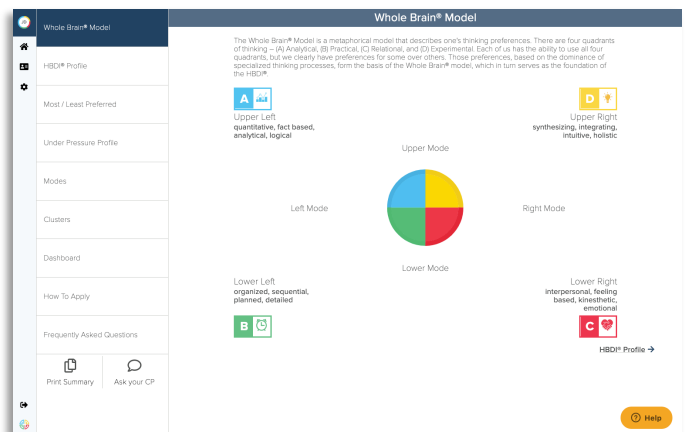 Whole Brain® Model
HBDI® Profile
Most / Least Preferred
Under Pressure Profile
Modes
Clusters
Dashboard
How To Apply
Frequently Asked Questions
Print Summary
Ask your CP
Whole Brain® Model
The Whole Brain® Model is a metaphorical model that describes one's thinking preferences. There are four quadrants
of thinking – (A) Analytical, (B) Practical, (C) Relational, and (D) Experimental. Each of us has the ability to use all four
quadrants, but we clearly have preferences for some over others. Those preferences, based on the dominance of
specialized thinking processes, form the basis of the Whole Brain® model, which in turn serves as the foundation of
the HBDI®.
A
Upper Left
quantitative, fact based,
analytical, logical
D
Upper Right
synthesizing, integrating,
intuitive, holistic
Upper Mode
Left Mode
Right Mode
Lower Mode
Lower Left
organized, sequential,
planned, detailed
B
Lower Right
interpersonal, feeling
based, kinesthetic,
emotional
C
HBDI® Profile →
? Help